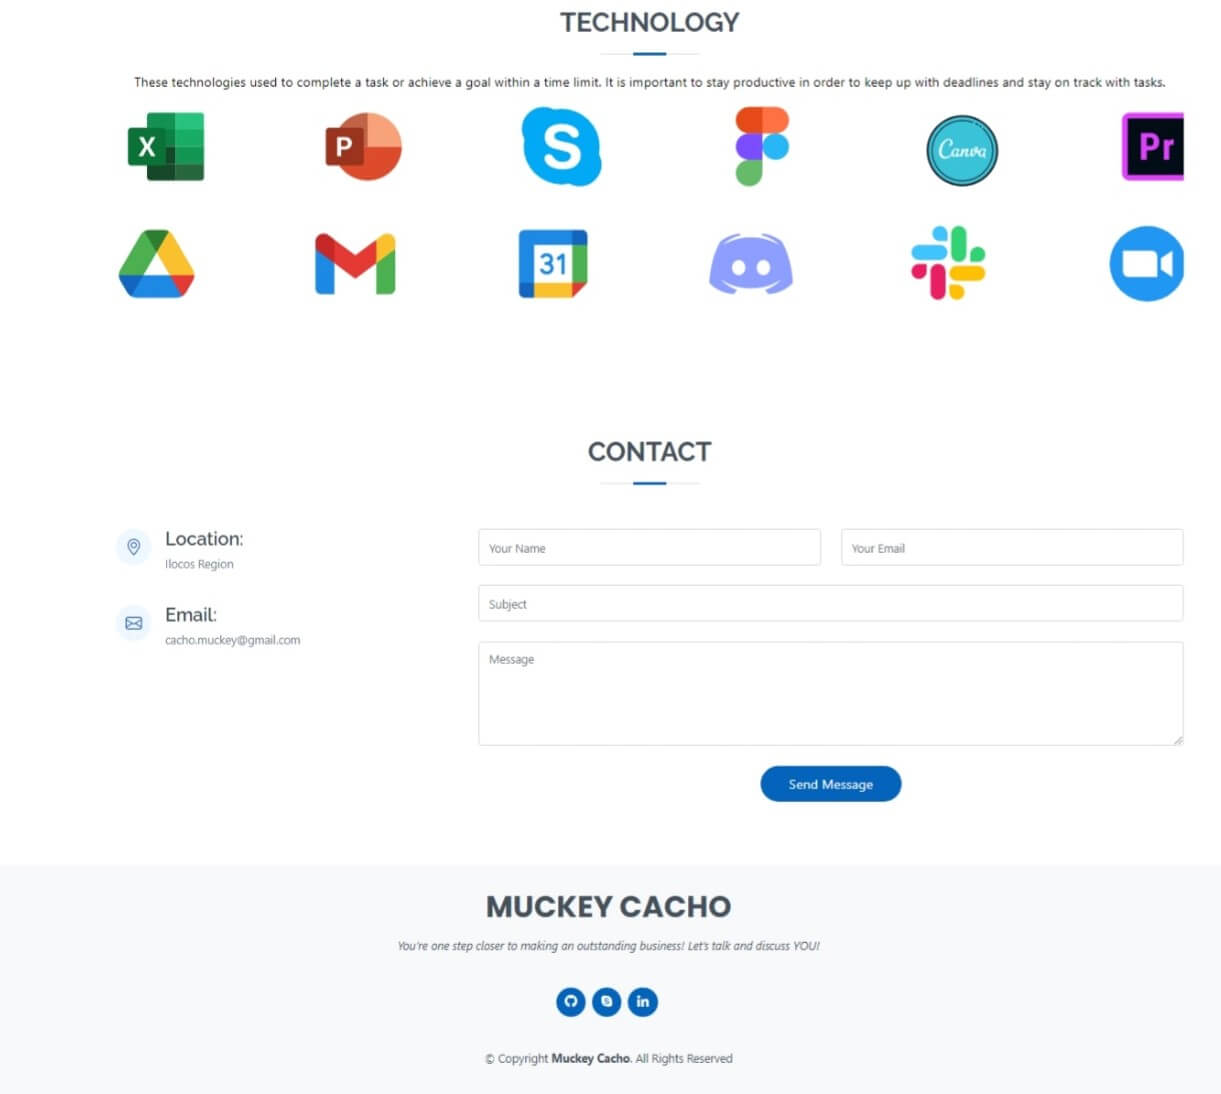 TECHNOLOGY
These technologies used to complete a task or achieve a goal within a time limit. It is important to stay productive in order to keep up with deadlines and stay on track with tasks.
X
P
S
Canva
Pr
31
CONTACT
Location:
Ilocos Region
Email:
cacho.muckey@gmail.com
Your Name
Your Email
Subject
Message
Send Message
MUCKEY CACHO
You're one step closer to making an outstanding business! Let's talk and discuss YOU!
S
in
© Copyright Muckey Cacho. All Rights Reserved